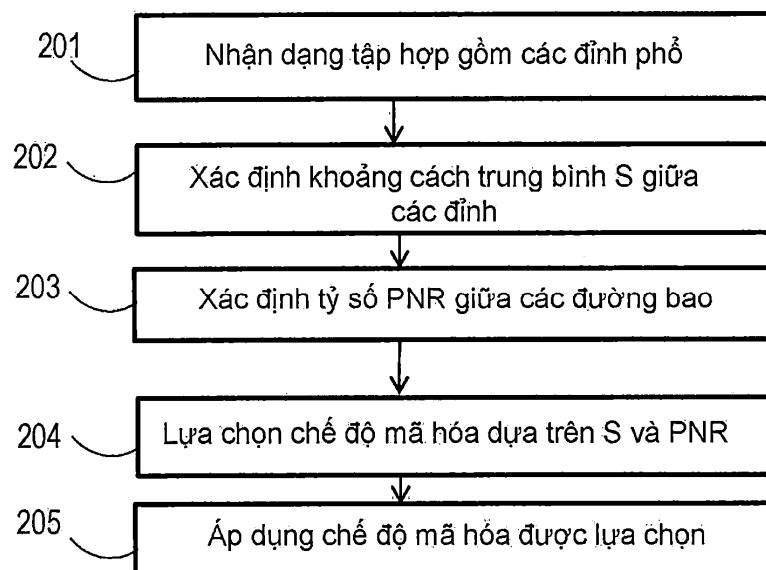 201
Nhận dạng tập hợp gồm các đỉnh phổ
202
Xác định khoảng cách trung bình S giữa
các đỉnh
203
Xác định tỷ số PNR giữa các đường bao
204
Lựa chọn chế độ mã hóa dựa trên S và PNR
205
Áp dụng chế độ mã hóa được lựa chọn